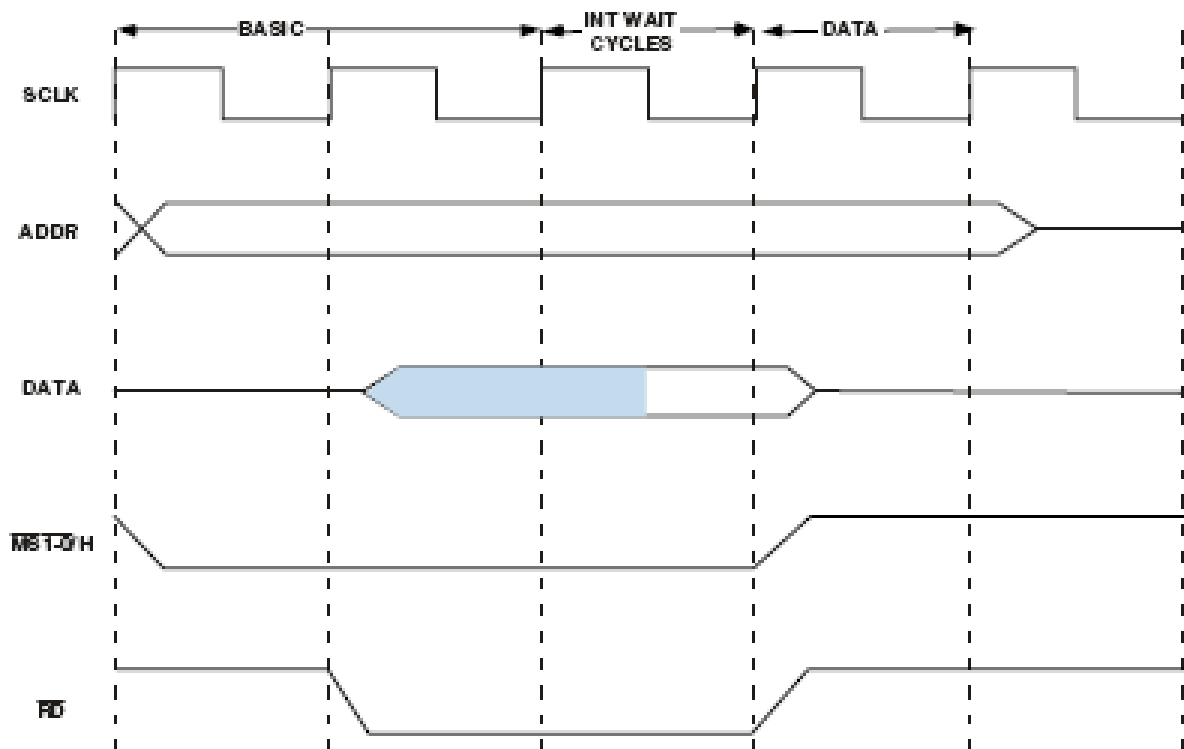 BASIC
INT WAIT
CYCLES
DATA
SCLK
ADDR
DATA
RD